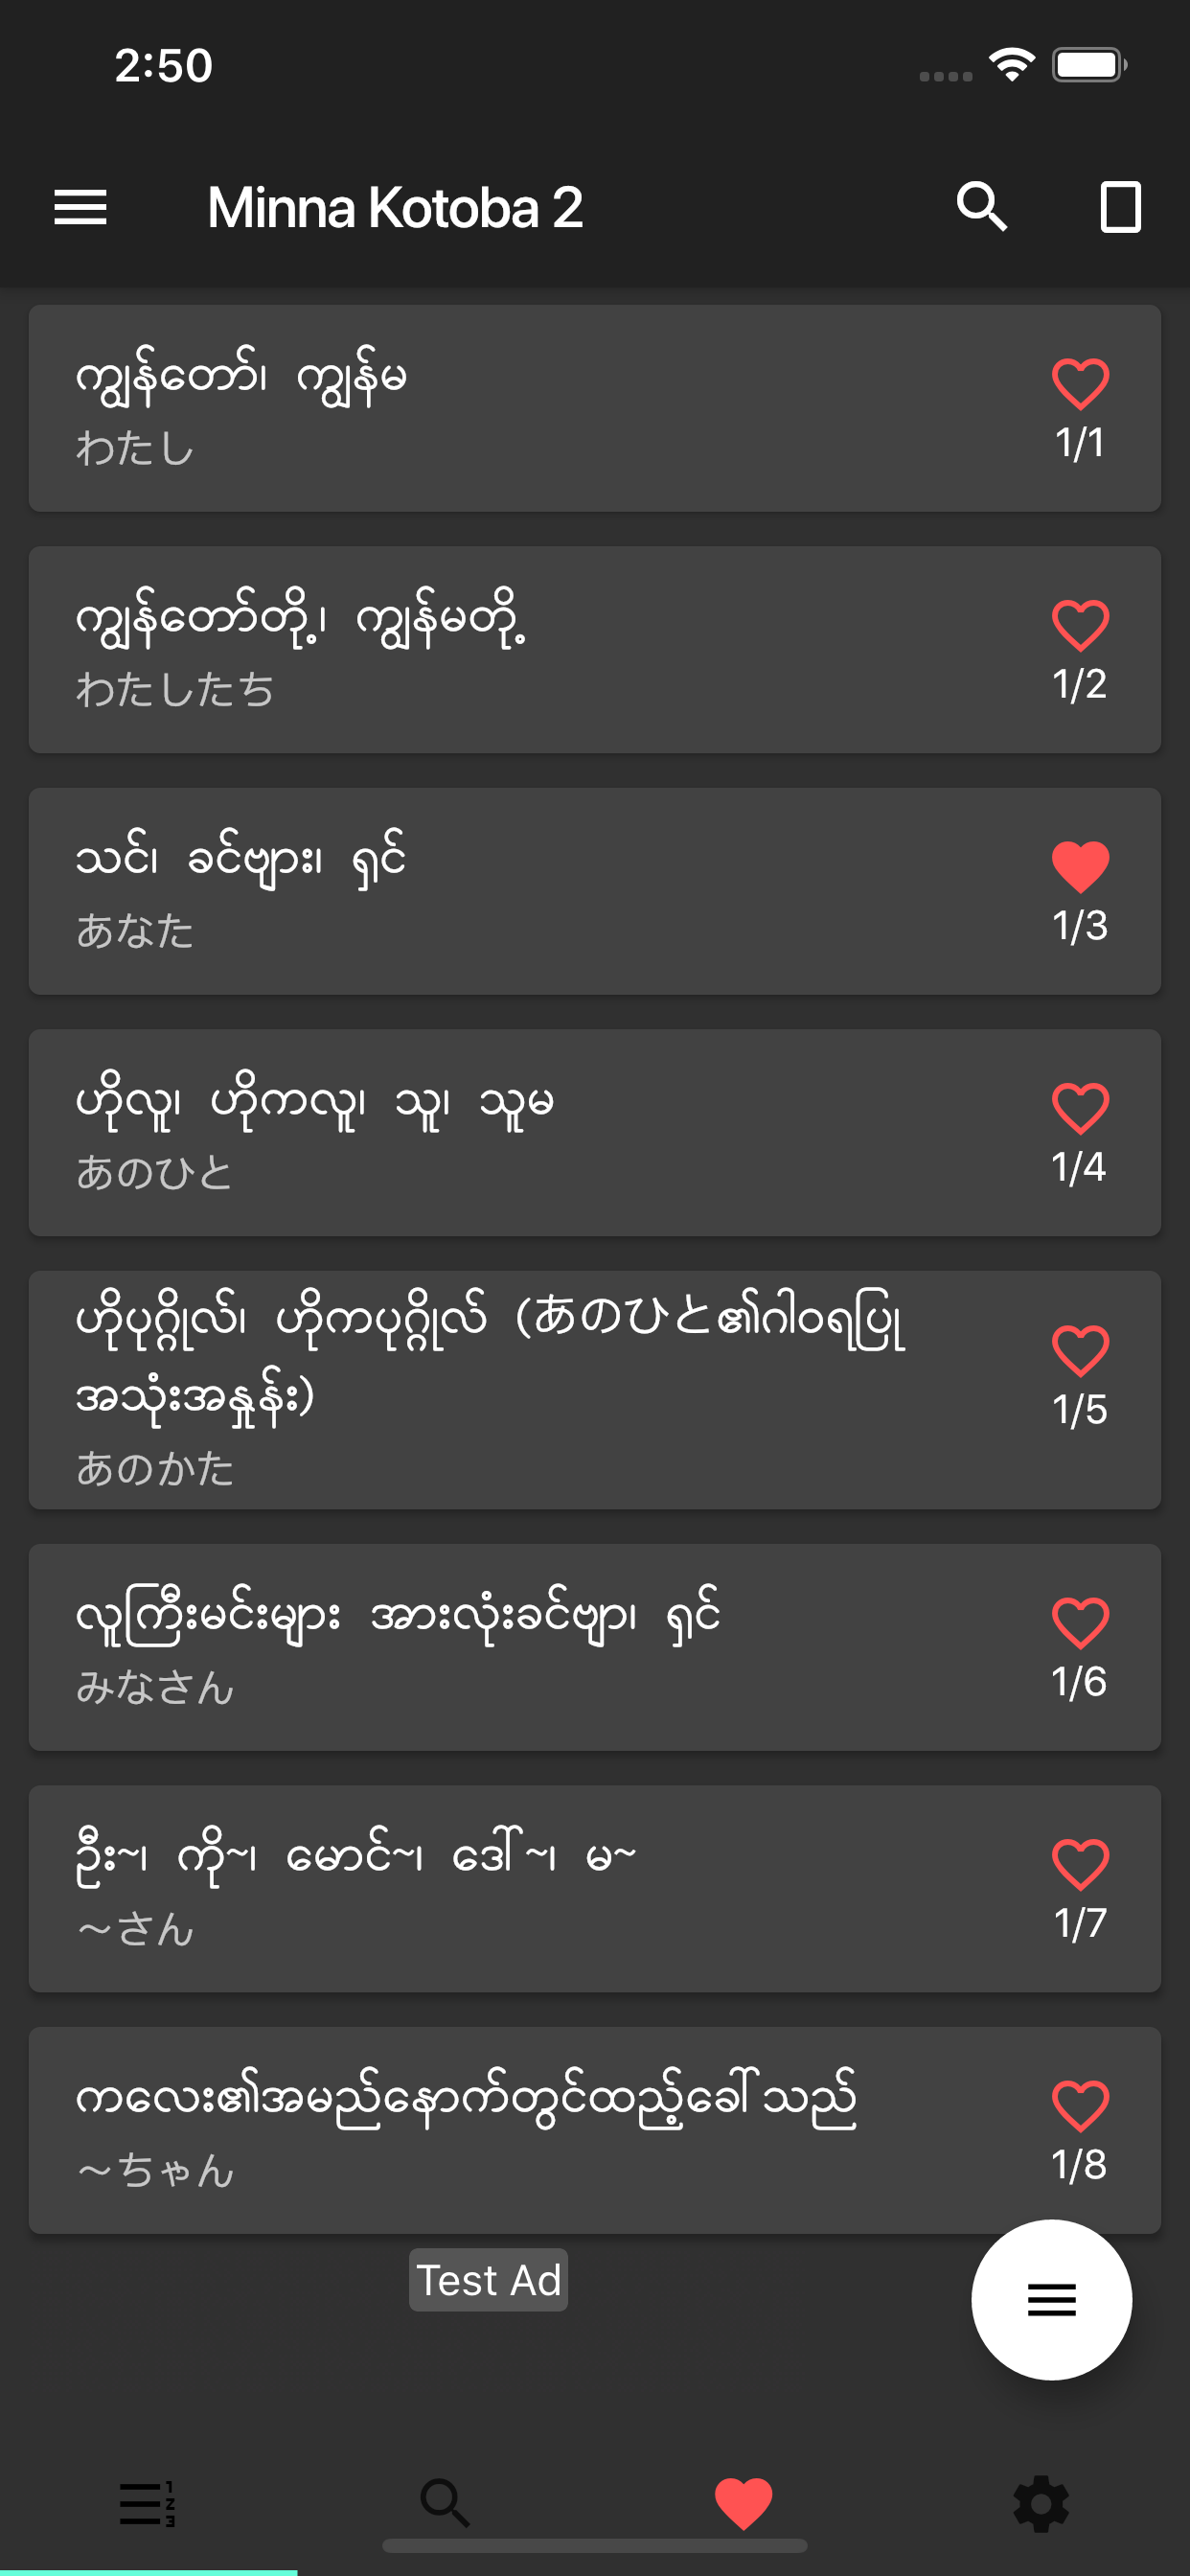 2:50
Minna Kotoba 2
ကျွန်တော်၊ ကျွန်မ
わたし
1/1
ကျွန်တော်တို့၊ ကျွန်မတို့
わたしたち
1/2
သင်၊ ခင်ဗျား၊ ရှင်
あなた
1/3
ဟိုလူ၊ ဟိုကလူ၊ သူ၊ သူမ
あのひと
1/4
ဟိုပုဂ္ဂိုလ်၊ ဟိုကပုဂ္ဂိုလ် (あのひと၏ဂါဝရပြု
အသုံးအနှုန်း)
あのかた
1/5
လူကြီးမင်းများ အားလုံးခင်ဗျာ၊ ရှင်
みなさん
1/6
ဦး~၊ ကို~၊ မောင်~၊ ဒေါ် ~၊ မ~
～さん
1/7
ကလေး၏အမည်နောက်တွင်ထည့်ခေါ် သည်
～ちゃん
1/8
Test Ad